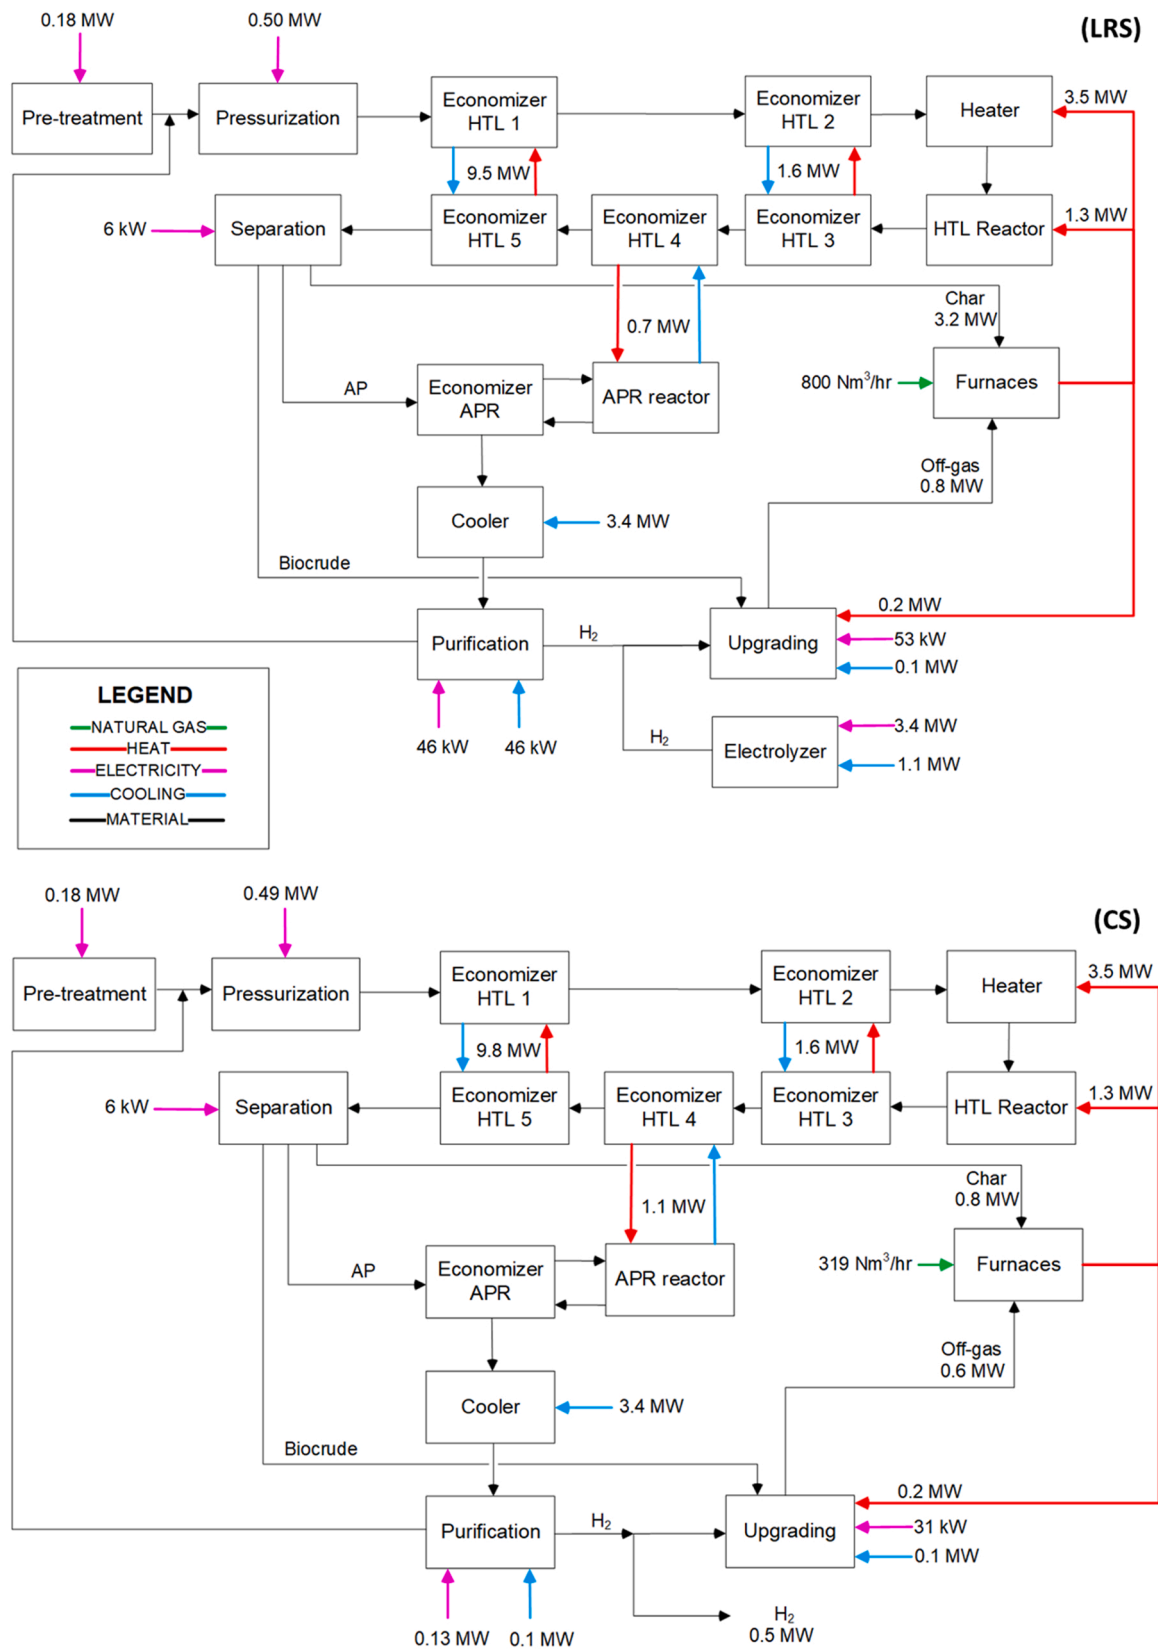 0.18 MW
0.50 MW
(LRS)
Pre-treatment
Pressurization
Economizer
HTL 1
Economizer
HTL 2
Heater
3.5 MW
9.5 MW
1.6 MW
6 kW
Separation
Economizer
HTL 5
Economizer
HTL 4
Economizer
HTL 3
HTL Reactor
1.3 MW
Char
3.2 MW
0.7 MW
AP
Economizer
APR
APR reactor
800 Nm³/hr
Furnaces
Off-gas
0.8 MW
Cooler
3.4 MW
Biocrude
0.2 MW
Purification
H₂
Upgrading
53 kW
0.1 MW
46 kW
46 kW
H₂
Electrolyzer
3.4 MW
1.1 MW
LEGEND
NATURAL GAS
HEAT
ELECTRICITY
COOLING
MATERIAL
0.18 MW
0.49 MW
(CS)
Pre-treatment
Pressurization
Economizer
HTL 1
Economizer
HTL 2
Heater
3.5 MW
9.8 MW
1.6 MW
6 kW
Separation
Economizer
HTL 5
Economizer
HTL 4
Economizer
HTL 3
HTL Reactor
1.3 MW
Char
0.8 MW
1.1 MW
AP
Economizer
APR
APR reactor
319 Nm³/hr
Furnaces
Off-gas
0.6 MW
Cooler
3.4 MW
Biocrude
0.2 MW
Purification
H₂
Upgrading
31 kW
0.1 MW
0.13 MW
0.1 MW
H₂
0.5 MW